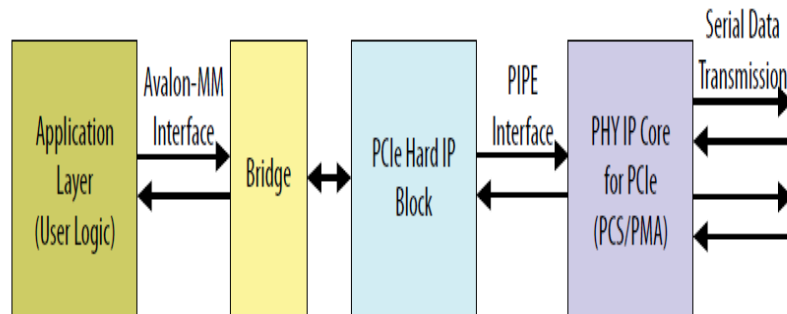 Application
Layer
(User Logic)
Avalon-MM
Interface
Bridge
PCIe Hard IP
Block
PIPE
Interface
PHY IP Core
for PCIe
(PCS/PMA)
Serial Data
Transmission